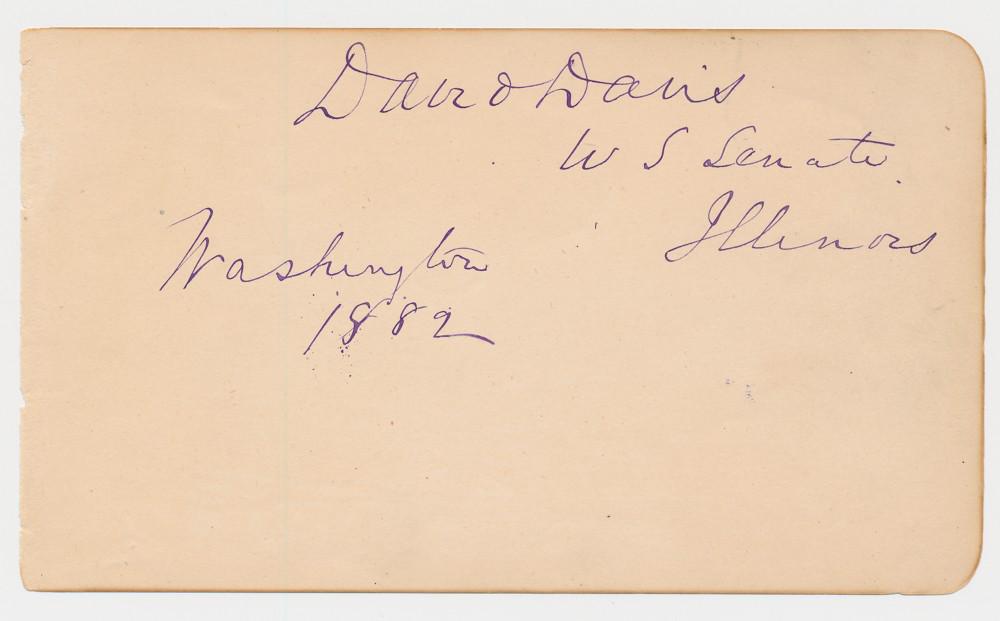 David Davis
U S Senate.
Illinois
Washington
1882